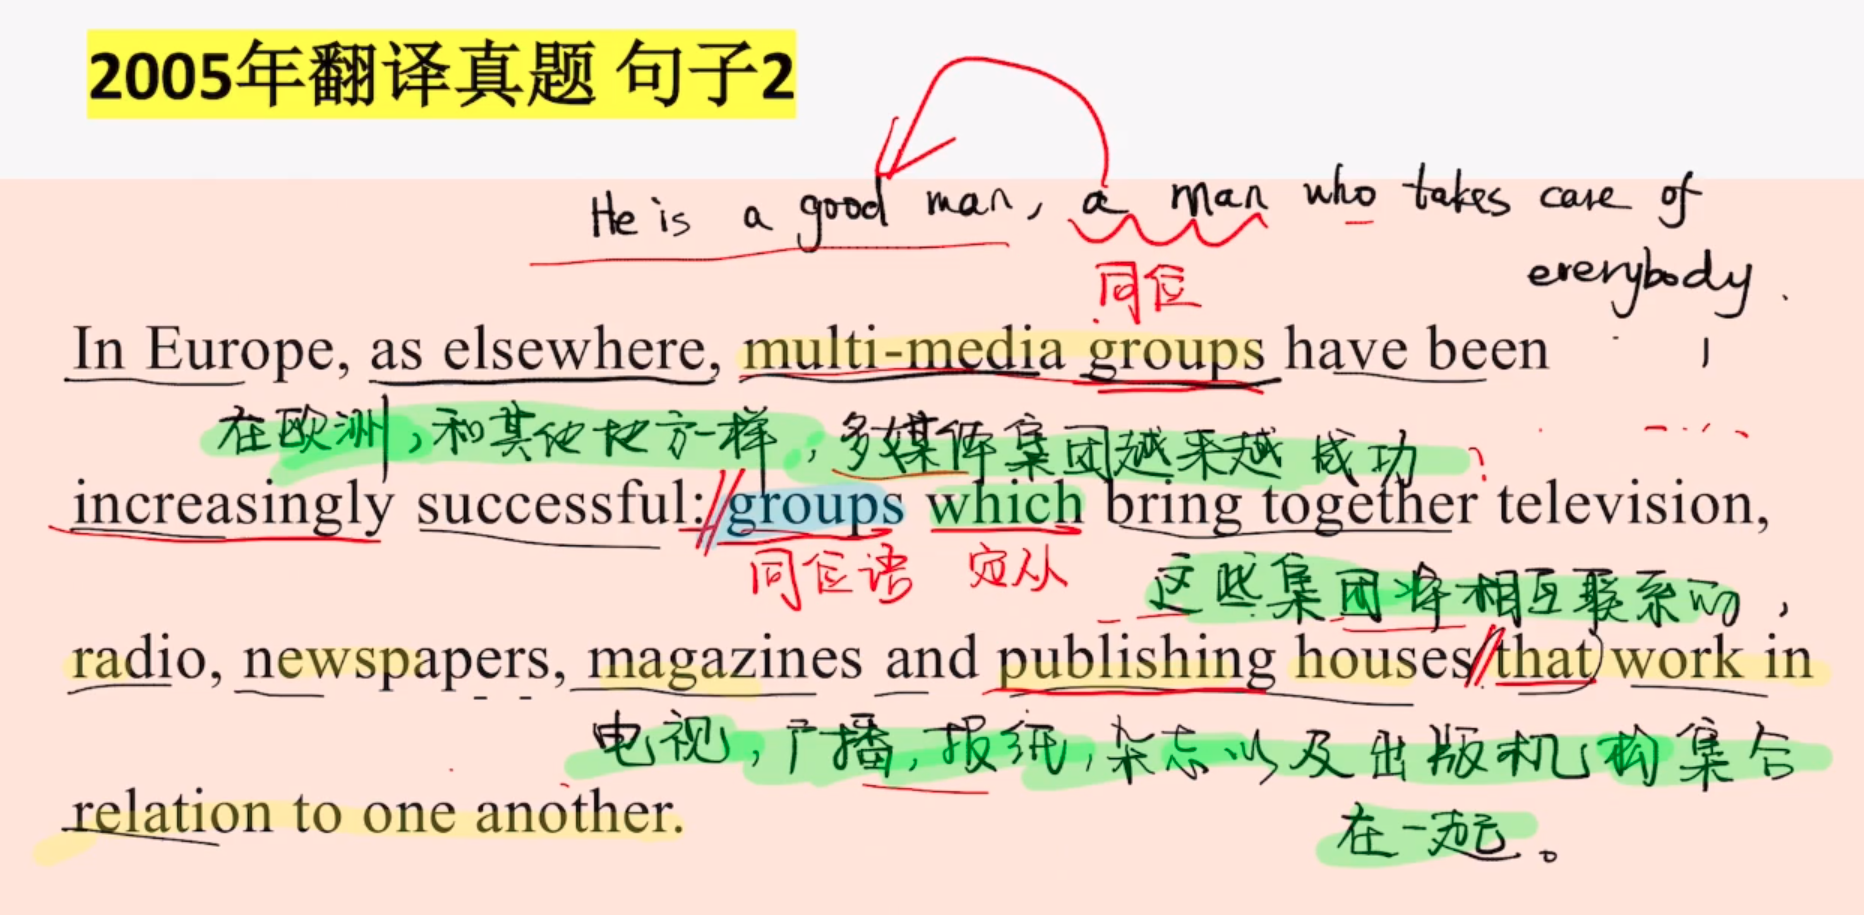 2005年翻译真题 句子2
He is a good man, a man who takes care of
everybody.
同位
In Europe, as elsewhere, multi-media groups have been
在欧洲,和其他地方一样,多媒体集团越来越成功
increasingly successful: groups which bring together television,
同位语 定从
这些集团将相互联系的,
radio, newspapers, magazines and publishing houses that work in
电视,广播,报纸,杂志以及出版机构集合
relation to one another.
在一起。